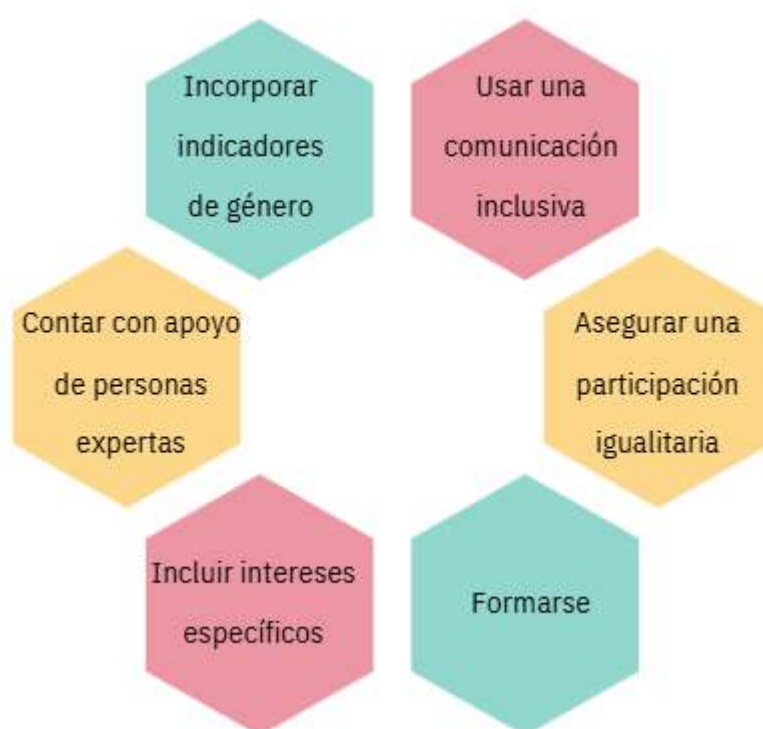 Incorporar
indicadores
de género
Usar una
comunicación
inclusiva
Contar con apoyo
de personas
expertas
Asegurar una
participación
igualitaria
Incluir intereses
específicos
Formarse